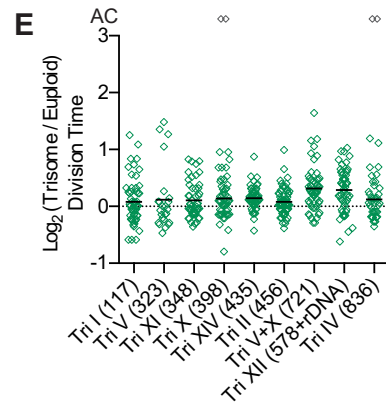 E
AC
3
2
1
0
-1
Log2 (Trisome / Euploid)
Division Time
Tri I (117)
Tri V (323)
Tri XI (348)
Tri X (398)
Tri XIV (435)
Tri II (456)
Tri V+X (721)
Tri XII (578+rDNA)
Tri IV (836)